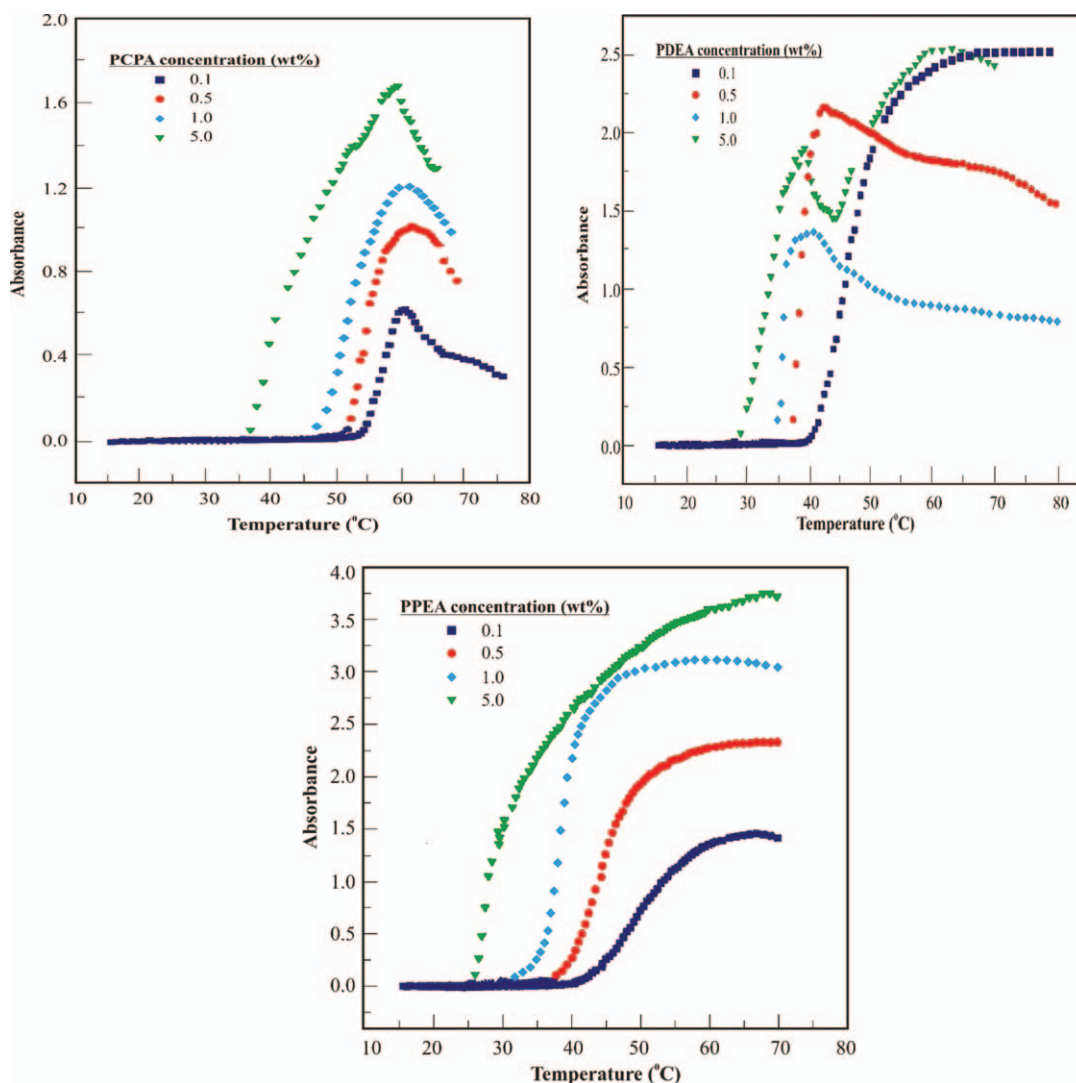 PCPA concentration (wt%)
0.1
0.5
1.0
5.0
Absorbance
2.0
1.6
1.2
0.8
0.4
0.0
10 20 30 40 50 60 70 80
Temperature (°C)
PDEA concentration (wt%)
0.1
0.5
1.0
5.0
Absorbance
2.5
2.0
1.5
1.0
0.5
0.0
10 20 30 40 50 60 70 80
Temperature (°C)
PPEA concentration (wt%)
0.1
0.5
1.0
5.0
Absorbance
4.0
3.5
3.0
2.5
2.0
1.5
1.0
0.5
0.0
10 20 30 40 50 60 70 80
Temperature (°C)